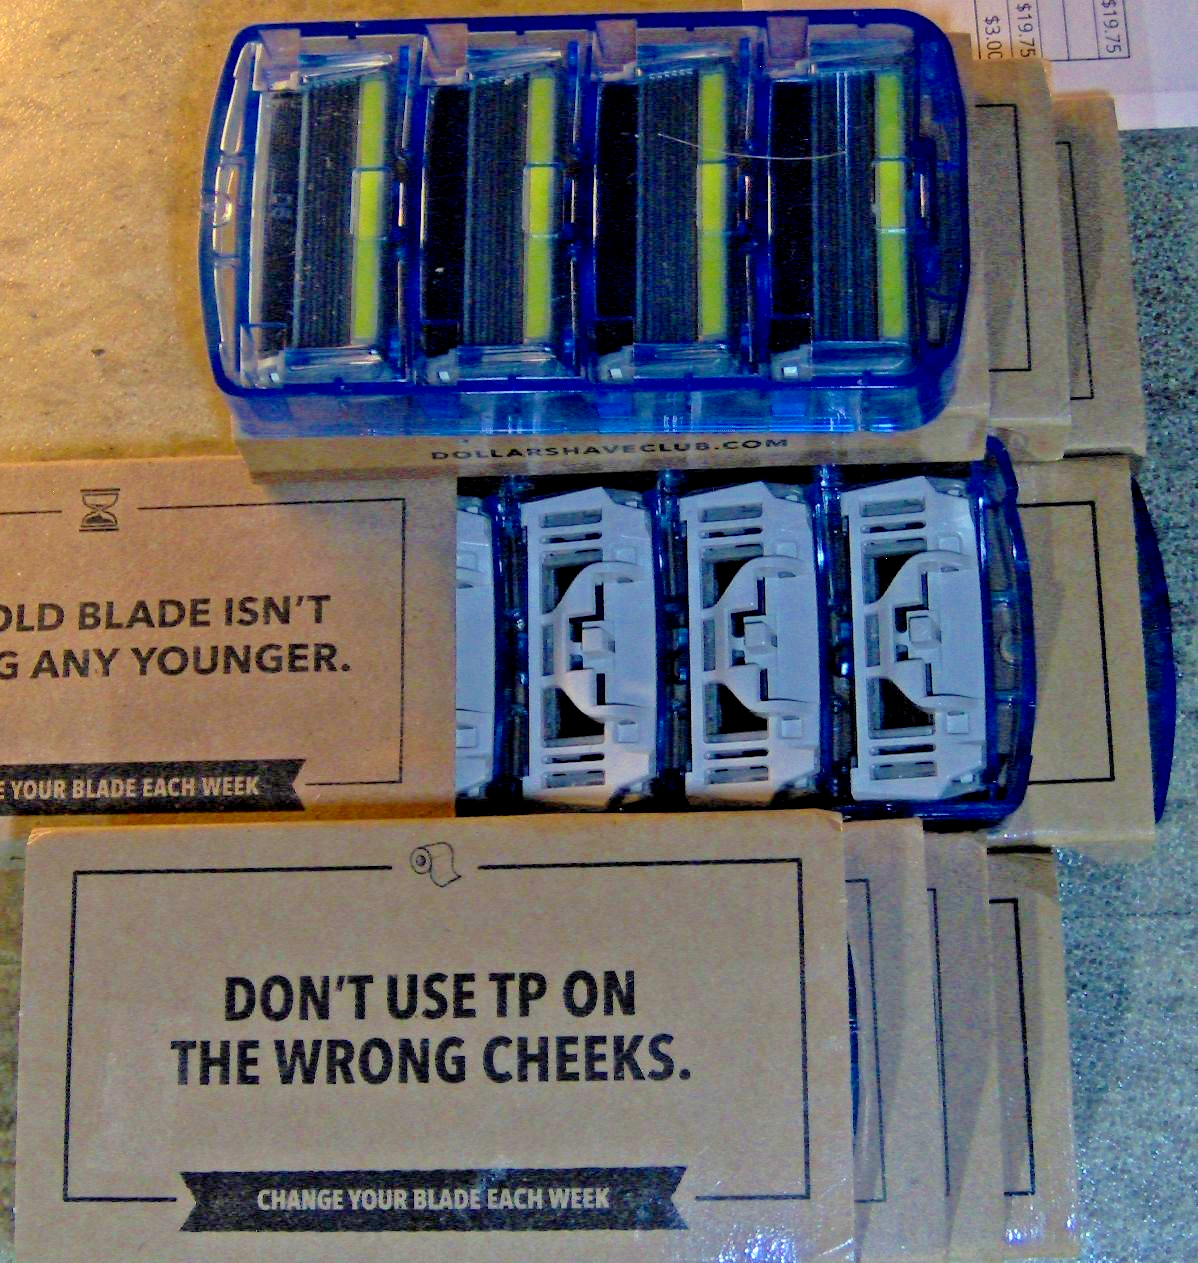 $19.75
$19.75
$3.00
DOLLARSHAVECLUB.COM
OLD BLADE ISN'T
G ANY YOUNGER.
E YOUR BLADE EACH WEEK
DON'T USE TP ON
THE WRONG CHEEKS.
CHANGE YOUR BLADE EACH WEEK